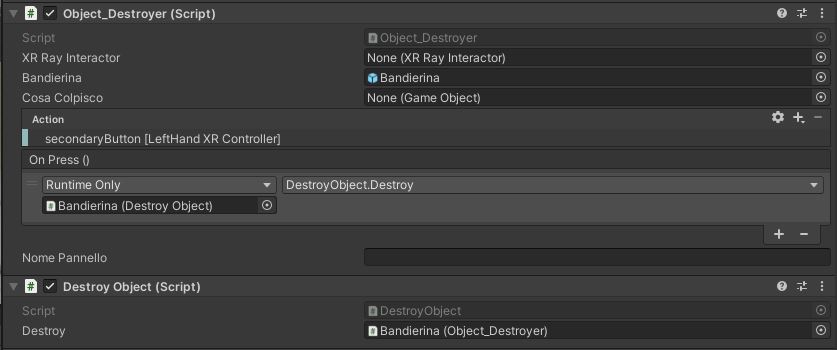 Object_Destroyer (Script)
Script Object_Destroyer
XR Ray Interactor None (XR Ray Interactor)
Bandierina Bandierina
Cosa Colpisco None (Game Object)
Action
secondaryButton [LeftHand XR Controller]
On Press ()
Runtime Only DestroyObject.Destroy
Bandierina (Destroy Object)
Nome Pannello
Destroy Object (Script)
Script DestroyObject
Destroy Bandierina (Object_Destroyer)